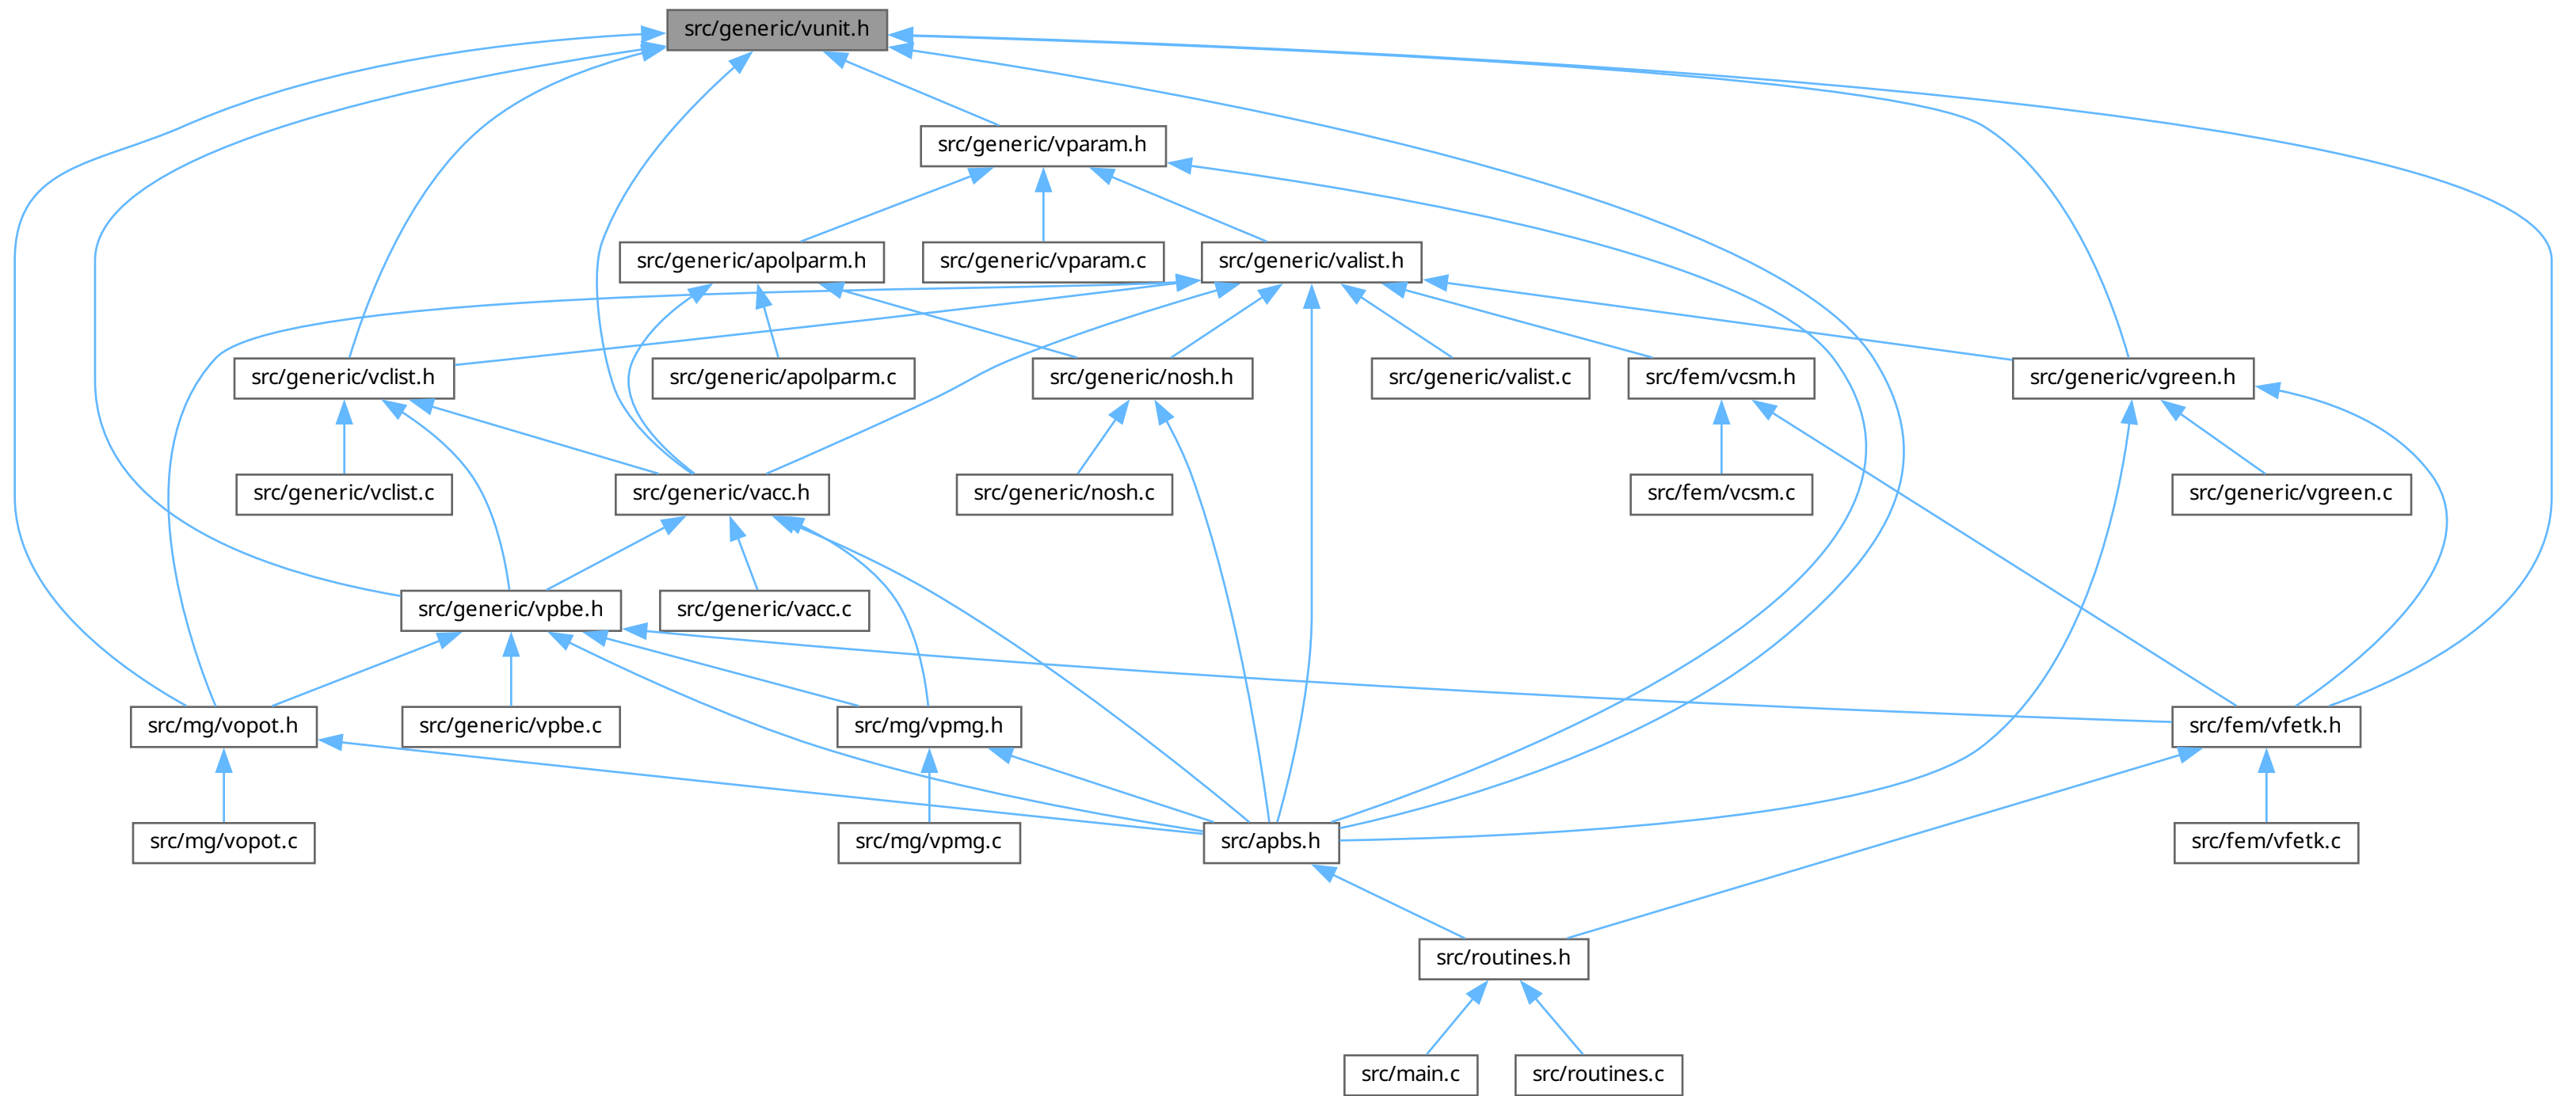 src/generic/vunit.h
src/generic/vparam.h
src/generic/apolparm.h
src/generic/vparam.c
src/generic/valist.h
src/generic/vclist.h
src/generic/apolparm.c
src/generic/nosh.h
src/generic/valist.c
src/fem/vcsm.h
src/generic/vgreen.h
src/generic/vclist.c
src/generic/vacc.h
src/generic/nosh.c
src/fem/vcsm.c
src/generic/vgreen.c
src/generic/vpbe.h
src/generic/vacc.c
src/mg/vopot.h
src/generic/vpbe.c
src/mg/vpmg.h
src/fem/vfetk.h
src/mg/vopot.c
src/mg/vpmg.c
src/apbs.h
src/fem/vfetk.c
src/routines.h
src/main.c
src/routines.c